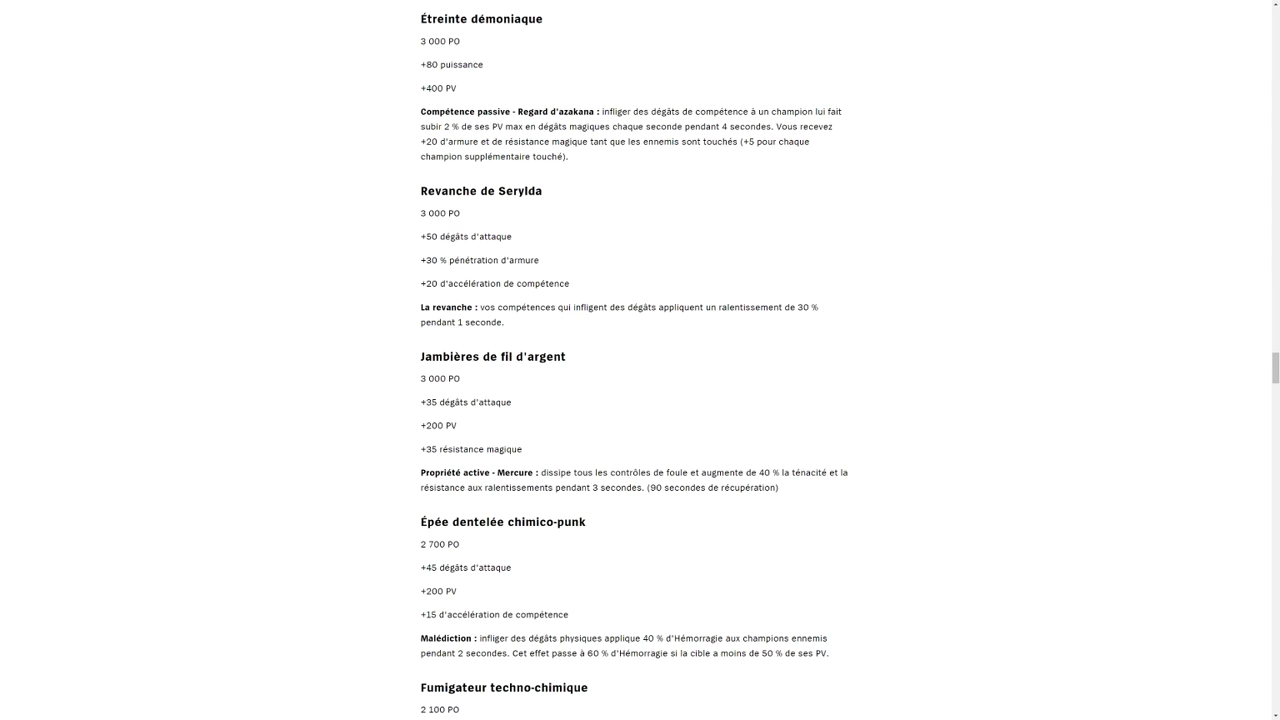 Étreinte démoniaque
3 000 PO
+80 puissance
+400 PV
Compétence passive - Regard d'azakana : infliger des dégâts de compétence à un champion lui fait
subir 2 % de ses PV max en dégâts magiques chaque seconde pendant 4 secondes. Vous recevez
+20 d'armure et de résistance magique tant que les ennemis sont touchés (+5 pour chaque
champion supplémentaire touché).
Revanche de Serylda
3 000 PO
+50 dégâts d'attaque
+30 % pénétration d'armure
+20 d'accélération de compétence
La revanche : vos compétences qui infligent des dégâts appliquent un ralentissement de 30 %
pendant 1 seconde.
Jambières de fil d'argent
3 000 PO
+35 dégâts d'attaque
+200 PV
+35 résistance magique
Propriété active - Mercure : dissipe tous les contrôles de foule et augmente de 40 % la ténacité et la
résistance aux ralentissements pendant 3 secondes. (90 secondes de récupération)
Épée dentelée chimico-punk
2 700 PO
+45 dégâts d'attaque
+200 PV
+15 d'accélération de compétence
Malédiction : infliger des dégâts physiques applique 40 % d'Hémorragie aux champions ennemis
pendant 2 secondes. Cet effet passe à 60 % d'Hémorragie si la cible a moins de 50 % de ses PV.
Fumigateur techno-chimique
2 100 PO